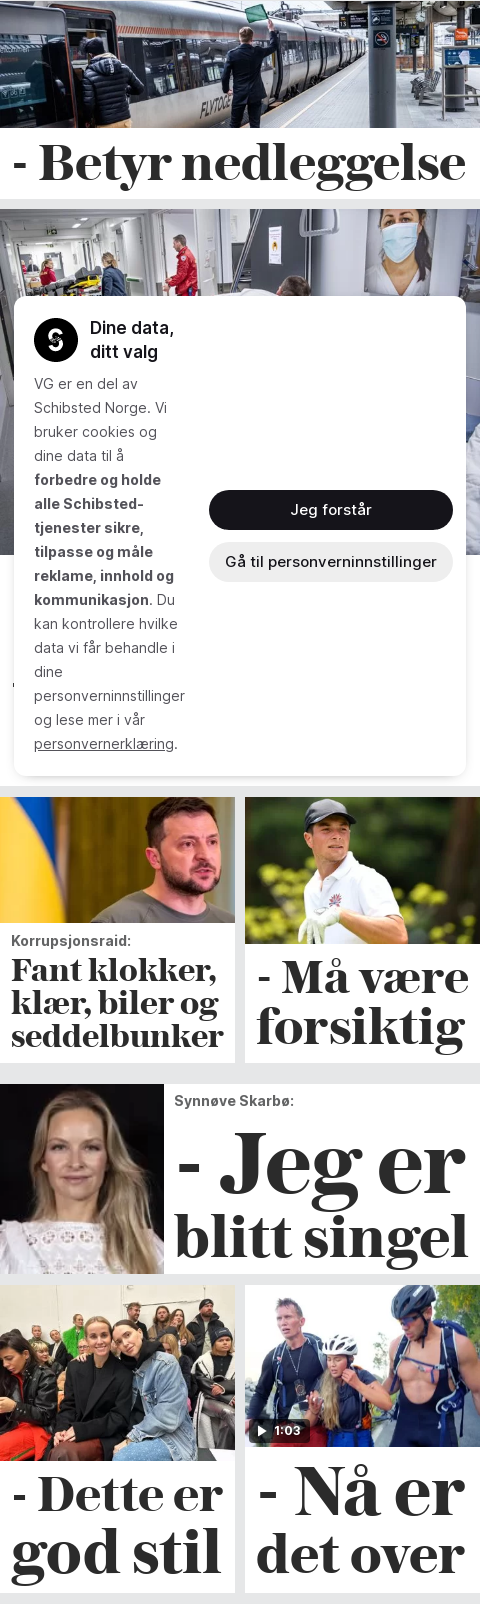 FLYTOGE
- Betyr nedleggelse
Dine data,
ditt valg
VG er en del av
Schibsted Norge. Vi
bruker cookies og
dine data til å
forbedre og holde
alle Schibsted-
tjenester sikre,
tilpasse og måle
reklame, innhold og
kommunikasjon. Du
kan kontrollere hvilke
data vi får behandle i
dine
personverninnstillinger
og lese mer i vår
personvernerklæring.
Jeg forstår
Gå til personverninnstillinger
Korrupsjonsraid:
Fant klokker,
klær, biler og
seddelbunker
- Må være
forsiktig
Synnøve Skarbø:
- Jeg er
blitt singel
- Dette er
god stil
1:03
- Nå er
det over